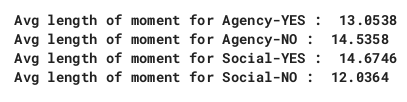 Avg length of moment for Agency-YES :  13.0538
Avg length of moment for Agency-NO :  14.5358
Avg length of moment for Social-YES :  14.6746
Avg length of moment for Social-NO :  12.0364